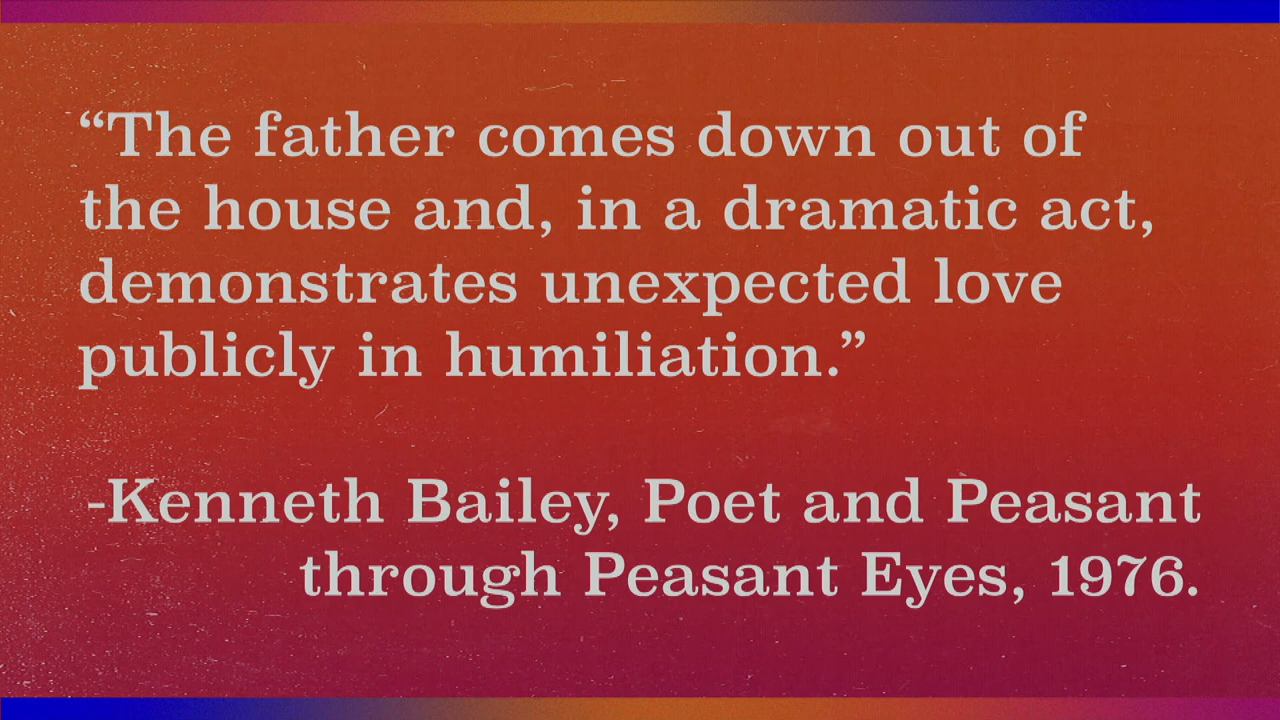 “The father comes down out of
the house and, in a dramatic act,
demonstrates unexpected love
publicly in humiliation.”
-Kenneth Bailey, Poet and Peasant
through Peasant Eyes, 1976.